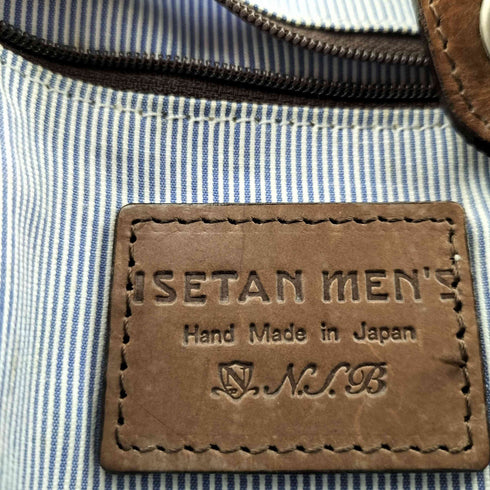 ISETAN MEN'S
Hand Made in Japan
N N.S.B